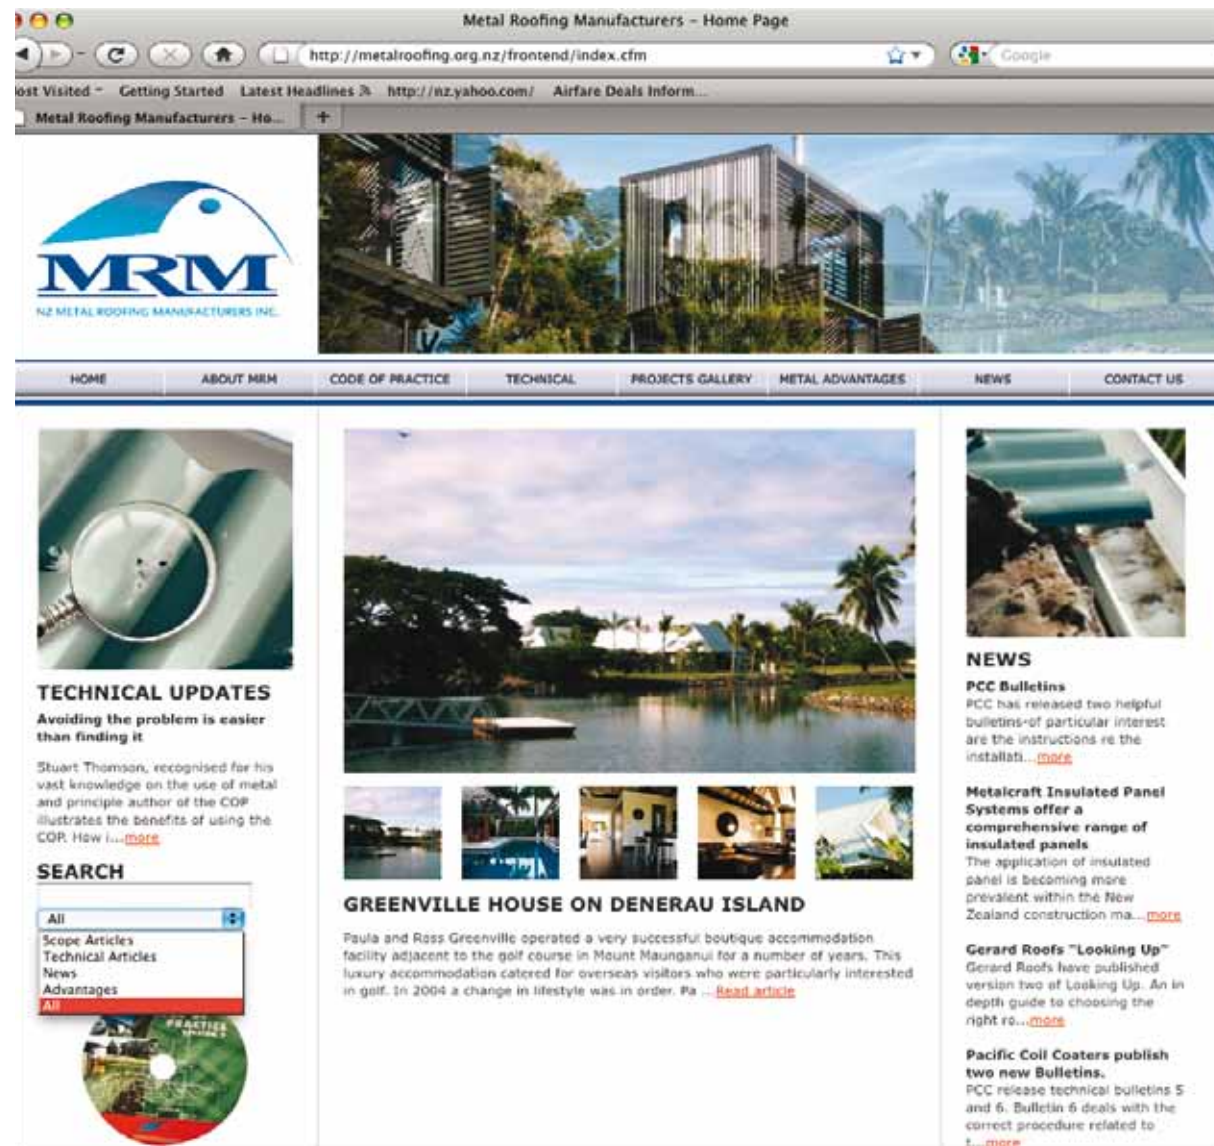 Metal Roofing Manufacturers – Home Page
http://metalroofing.org.nz/frontend/index.cfm
Google
ost Visited
Getting Started
Latest Headlines
http://nz.yahoo.com/
Airfare Deals Inform...
Metal Roofing Manufacturers – Ho...
+
MRM
NZ METAL ROOFING MANUFACTURERS INC.
HOME
ABOUT MRM
CODE OF PRACTICE
TECHNICAL
PROJECTS GALLERY
METAL ADVANTAGES
NEWS
CONTACT US
TECHNICAL UPDATES
Avoiding the problem is easier
than finding it
Stuart Thomson, recognised for his
vast knowledge on the use of metal
and principle author of the COP
illustrates the benefits of using the
COP. How i...more
SEARCH
All
Scope Articles
Technical Articles
News
Advantages
All
PRACTICE
GREENVILLE HOUSE ON DENERAU ISLAND
Paula and Ross Greenville operated a very successful boutique accommodation
facility adjacent to the golf course in Mount Maunganui for a number of years. This
luxury accommodation catered for overseas visitors who were particularly interested
in golf. In 2004 a change in lifestyle was in order. Pa ...Read article
NEWS
PCC Bulletins
PCC has released two helpful
bulletins-of particular interest
are the instructions re the
installati...more
Metalcraft Insulated Panel
Systems offer a
comprehensive range of
insulated panels
The application of insulated
panel is becoming more
prevalent within the New
Zealand construction ma...more
Gerard Roofs "Looking Up"
Gerard Roofs have published
version two of Looking Up. An in
depth guide to choosing the
right ro...more
Pacific Coil Coaters publish
two new Bulletins.
PCC release technical bulletins 5
and 6. Bulletin 6 deals with the
correct procedure related to
t...more